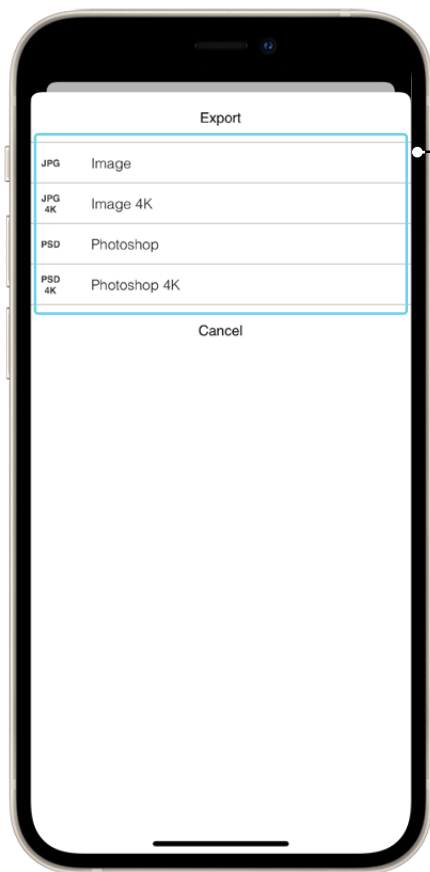 Export
JPG Image
JPG
4K Image 4K
PSD Photoshop
PSD
4K Photoshop 4K
Cancel